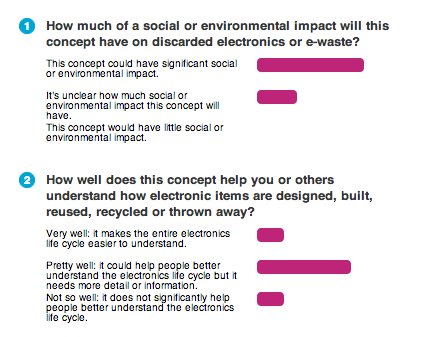 1 How much of a social or environmental impact will this
concept have on discarded electronics or e-waste?
This concept could have significant social
or environmental impact.
It's unclear how much social or
environmental impact this concept will
have.
This concept would have little social or
environmental impact.
2 How well does this concept help you or others
understand how electronic items are designed, built,
reused, recycled or thrown away?
Very well: it makes the entire electronics
life cycle easier to understand.
Pretty well: it could help people better
understand the electronics life cycle but it
needs more detail or information.
Not so well: it does not significantly help
people better understand the electronics
life cycle.